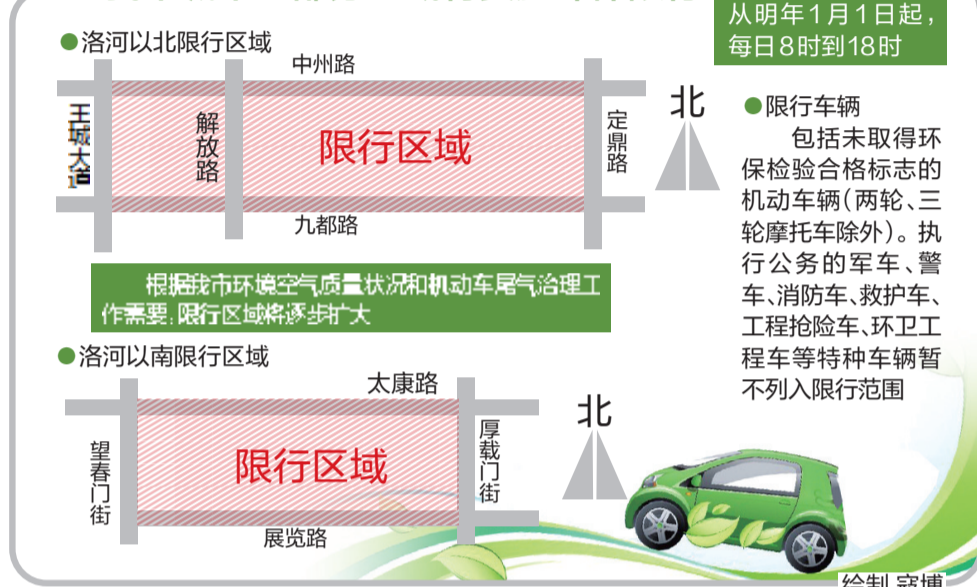 从明年1月1日起，
每日8时到18时
●洛河以北限行区域
中州路
王城大道
解放路
限行区域
定鼎路
九都路
北
●限行车辆
包括未取得环
保检验合格标志的
机动车辆（两轮、三
轮摩托车除外）。执
行公务的军车、警
车、消防车、救护车、
工程抢险车、环卫工
程车等特种车辆暂
不列入限行范围
根据我市环境空气质量状况和机动车尾气治理工
作需要，限行区域将逐步扩大
●洛河以南限行区域
太康路
望春门街
限行区域
厚载门街
展览路
北
绘制 寇博